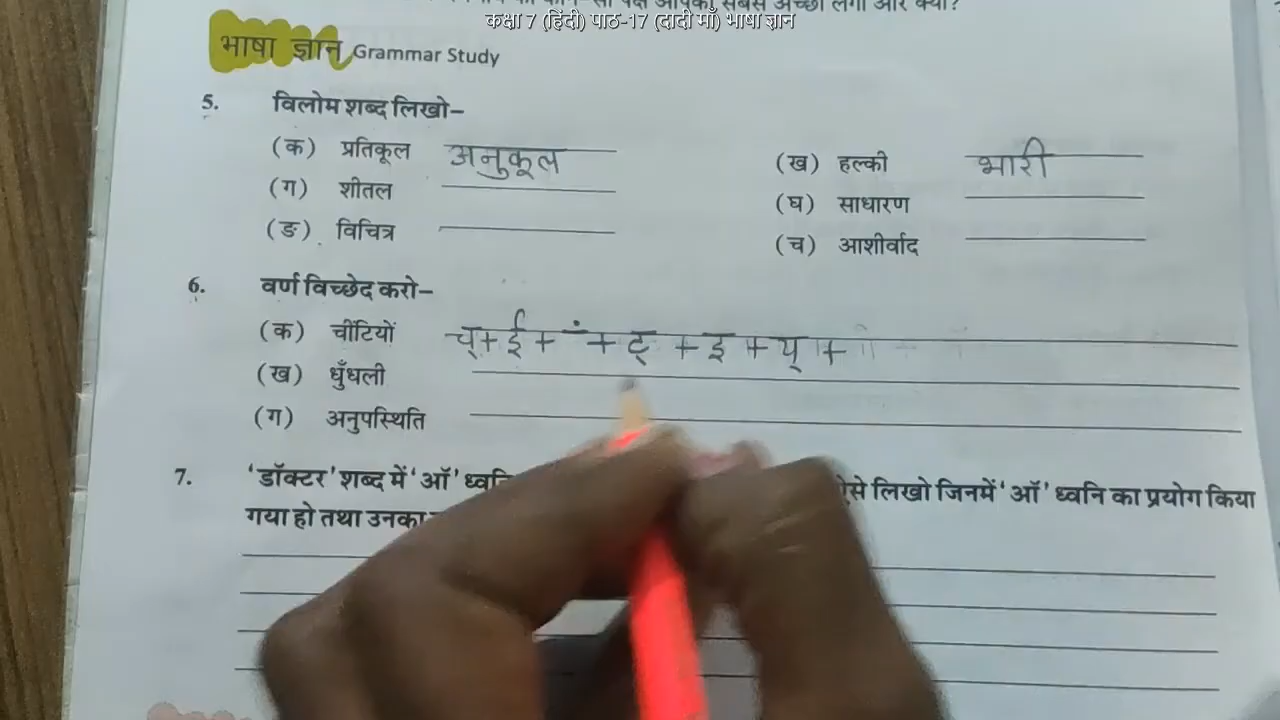 कक्षा 7 (हिंदी) पाठ-17 (दादी माँ) भाषा ज्ञान
भाषा ज्ञान Grammar Study
5. विलोम शब्द लिखो–
(क) प्रतिकूल अनुकूल (ख) हल्की भारी
(ग) शीतल (घ) साधारण
(ङ) विचित्र (च) आशीर्वाद
6. वर्ण विच्छेद करो–
(क) चींटियों च्+ई+ ं+ट्+इ+य्+
(ख) धुँधली
(ग) अनुपस्थिति
7. 'डॉक्टर' शब्द में 'ऑ' ध्वनि लिखो जिनमें 'ऑ' ध्वनि का प्रयोग किया
गया हो तथा उनका